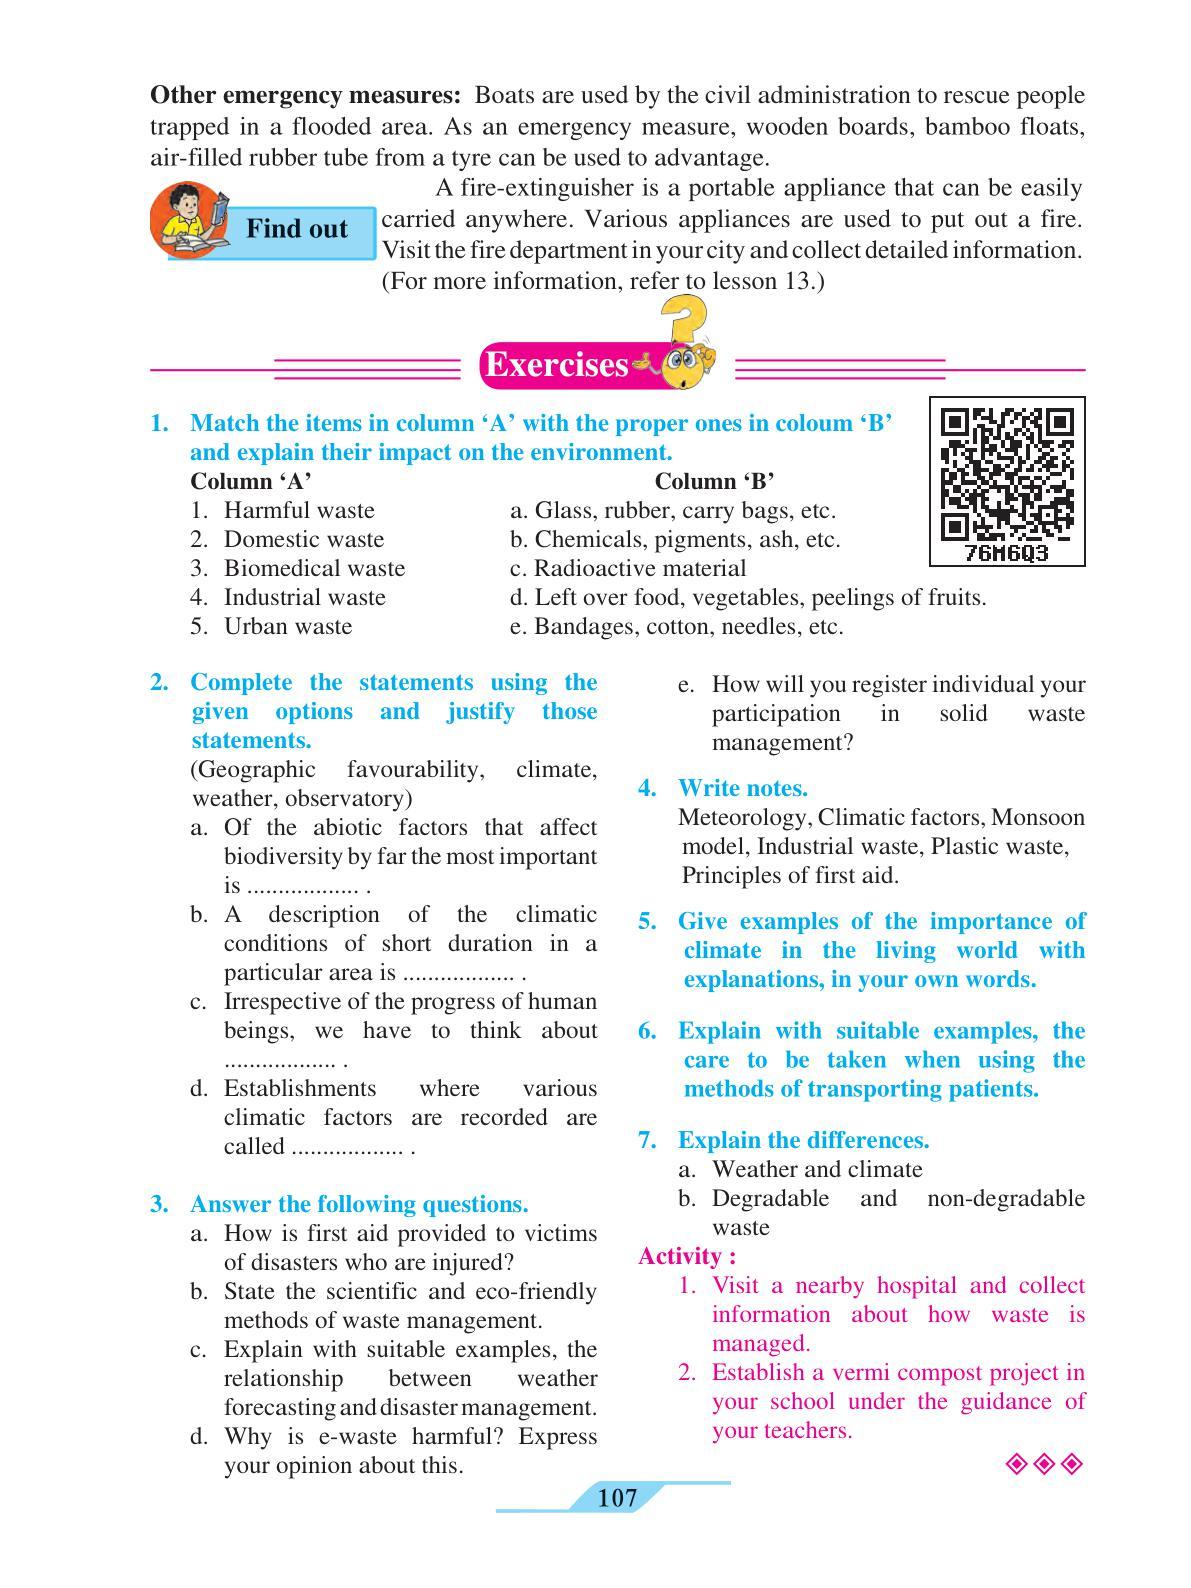 Other emergency measures: Boats are used by the civil administration to rescue people
trapped in a flooded area. As an emergency measure, wooden boards, bamboo floats,
air-filled rubber tube from a tyre can be used to advantage.
Find out
A fire-extinguisher is a portable appliance that can be easily
carried anywhere. Various appliances are used to put out a fire.
Visit the fire department in your city and collect detailed information.
(For more information, refer to lesson 13.)
Exercises
1. Match the items in column ‘A’ with the proper ones in coloum ‘B’
and explain their impact on the environment.
Column ‘A’ Column ‘B’
1. Harmful waste a. Glass, rubber, carry bags, etc.
2. Domestic waste b. Chemicals, pigments, ash, etc.
3. Biomedical waste c. Radioactive material
4. Industrial waste d. Left over food, vegetables, peelings of fruits.
5. Urban waste e. Bandages, cotton, needles, etc.
76M6Q3
2. Complete the statements using the
given options and justify those
statements.
(Geographic favourability, climate,
weather, observatory)
a. Of the abiotic factors that affect
biodiversity by far the most important
is .................. .
b. A description of the climatic
conditions of short duration in a
particular area is .................. .
c. Irrespective of the progress of human
beings, we have to think about
.................. .
d. Establishments where various
climatic factors are recorded are
called .................. .
3. Answer the following questions.
a. How is first aid provided to victims
of disasters who are injured?
b. State the scientific and eco-friendly
methods of waste management.
c. Explain with suitable examples, the
relationship between weather
forecasting and disaster management.
d. Why is e-waste harmful? Express
your opinion about this.
e. How will you register individual your
participation in solid waste
management?
4. Write notes.
Meteorology, Climatic factors, Monsoon
model, Industrial waste, Plastic waste,
Principles of first aid.
5. Give examples of the importance of
climate in the living world with
explanations, in your own words.
6. Explain with suitable examples, the
care to be taken when using the
methods of transporting patients.
7. Explain the differences.
a. Weather and climate
b. Degradable and non-degradable
waste
Activity :
1. Visit a nearby hospital and collect
information about how waste is
managed.
2. Establish a vermi compost project in
your school under the guidance of
your teachers.
107